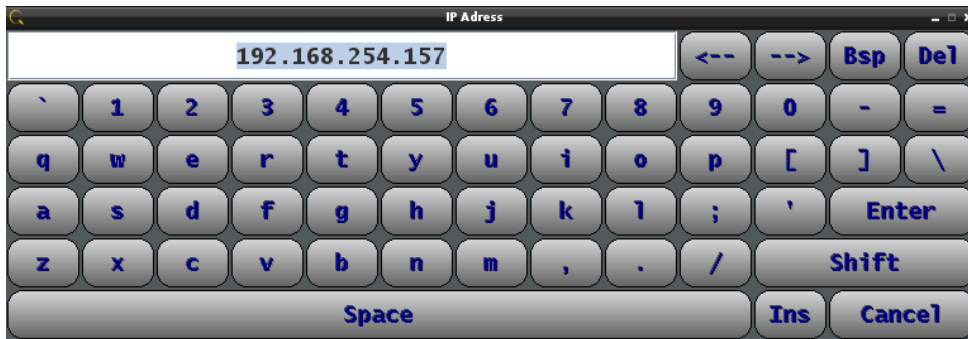 IP Adress
192.168.254.157 <-- --> Bsp Del
` 1 2 3 4 5 6 7 8 9 0 - =
q w e r t y u i o p [ ] \
a s d f g h j k l ; ' Enter
z x c v b n m , . / Shift
Space Ins Cancel